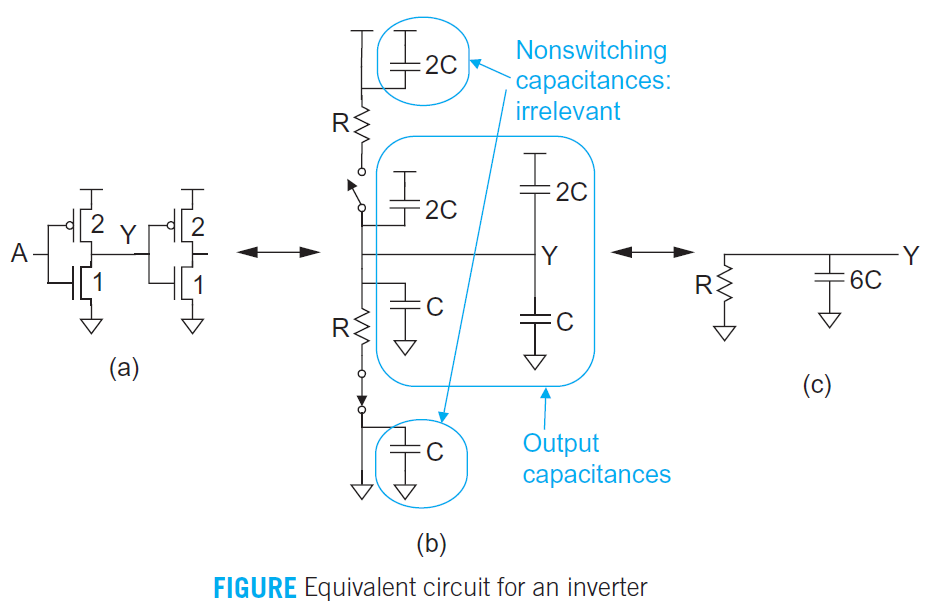 2C
Nonswitching
capacitances:
irrelevant
R
2C
2C
2
Y
2
A
1
1
Y
Y
R
6C
C
R
C
(a)
(c)
C
Output
capacitances
(b)
FIGURE Equivalent circuit for an inverter